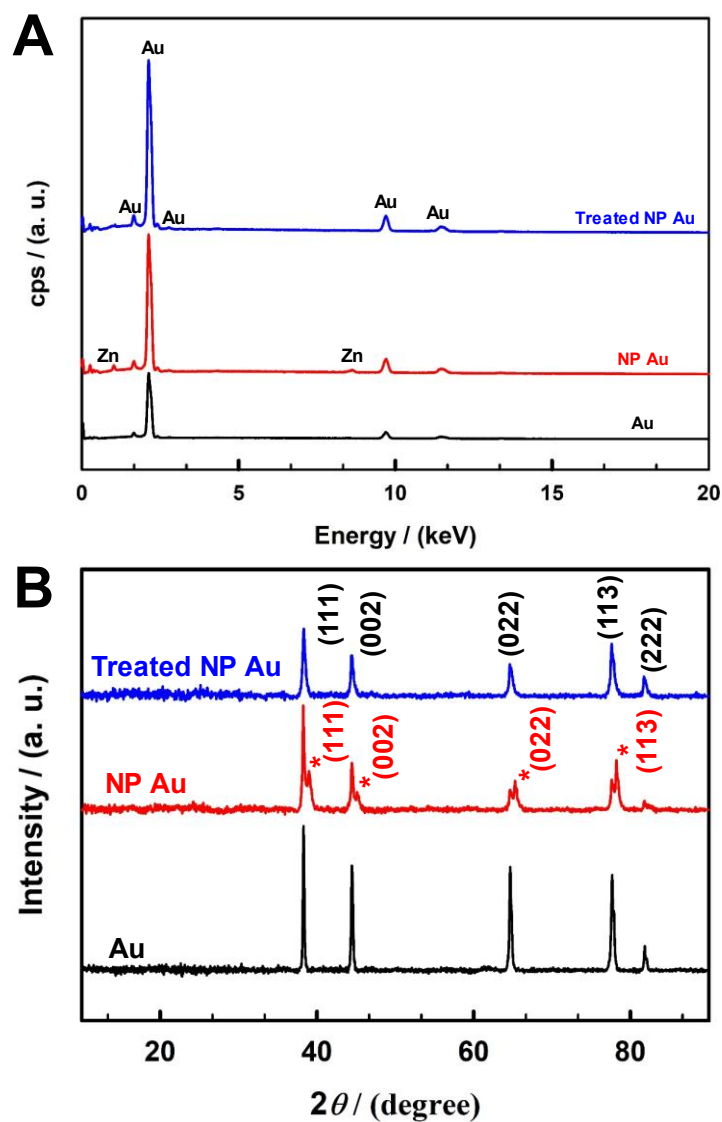 A
Au
Au
Au
Au
Au
Treated NP Au
Zn
Zn
NP Au
Au
cps / (a. u.)
0
5
10
15
20
Energy / (keV)
B
(111)
(002)
(022)
(113)
(222)
Treated NP Au
*(111)
*(002)
*(022)
*(113)
NP Au
Au
Intensity / (a. u.)
20
40
60
80
2θ / (degree)